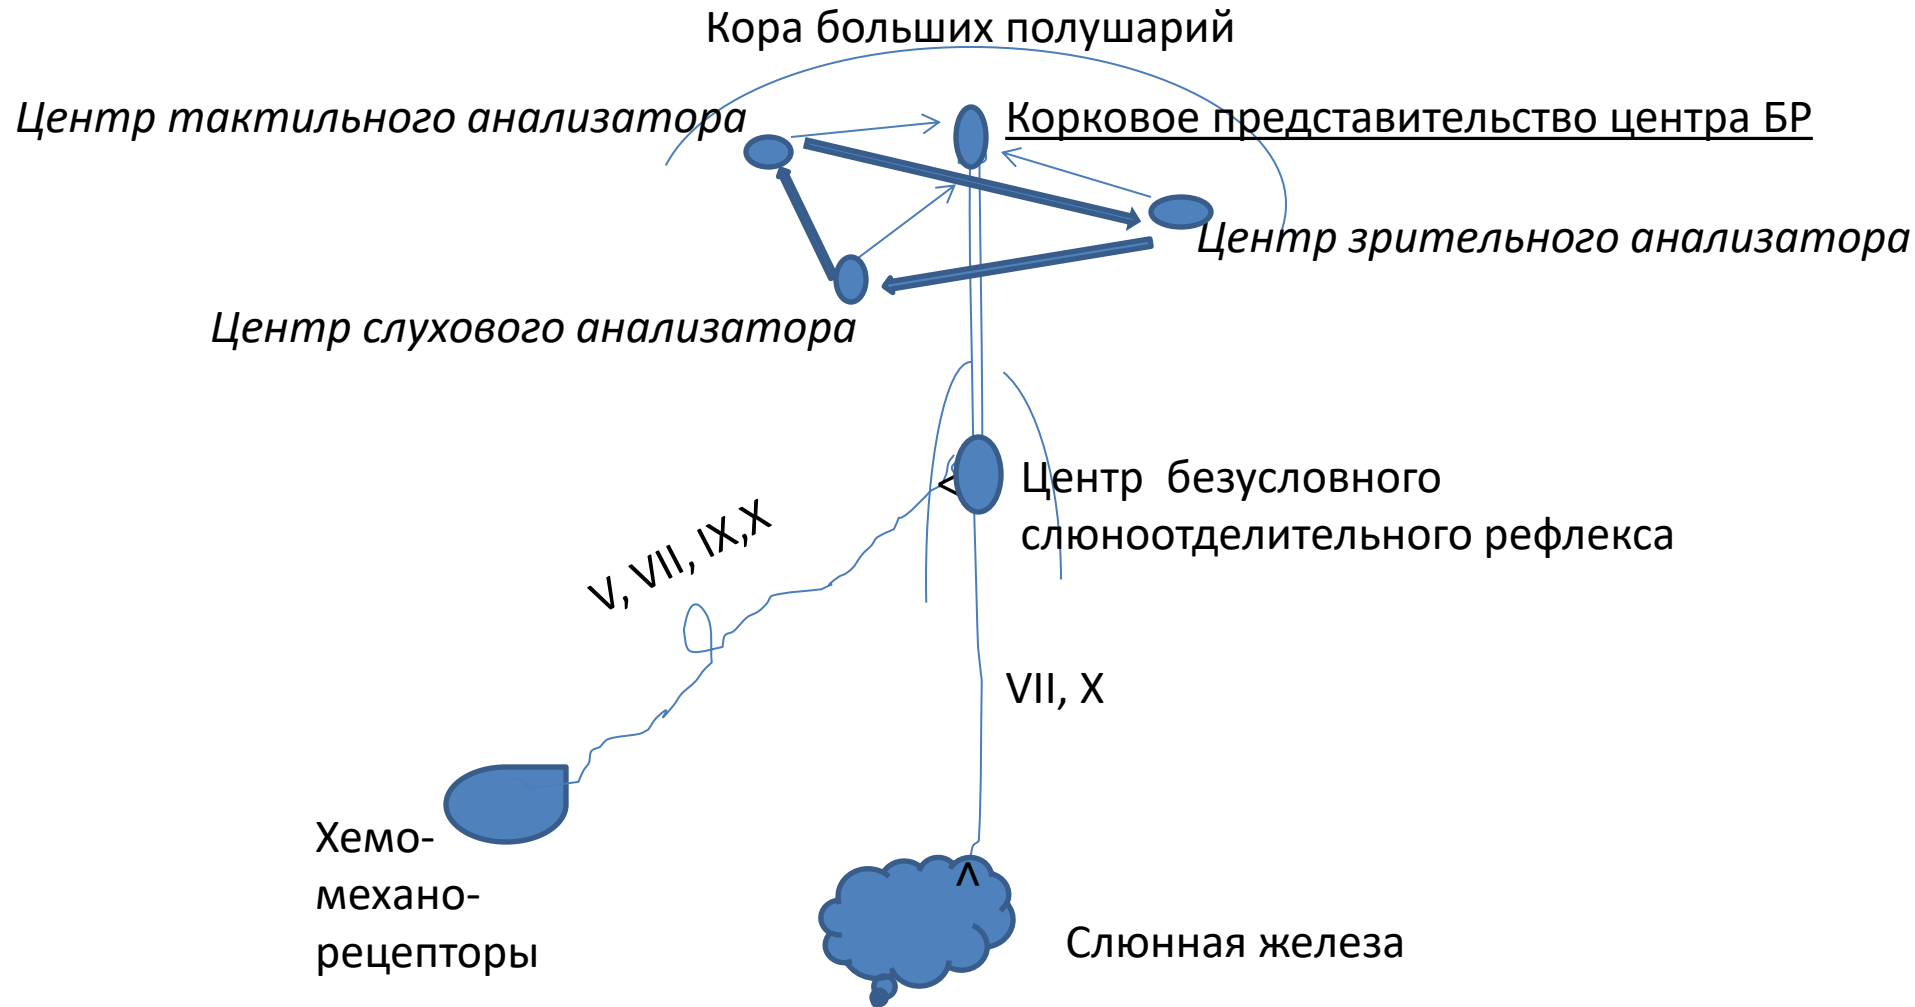 Кора больших полушарий
Центр тактильного анализатора
Корковое представительство центра БР
Центр зрительного анализатора
Центр слухового анализатора
Центр безусловного
слюноотделительного рефлекса
V, VII, IX,X
VII, X
Хемо-
механо-
рецепторы
Слюнная железа